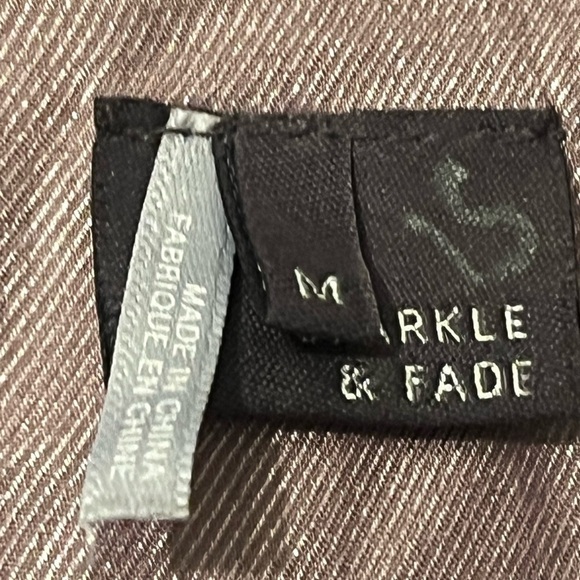 MADE IN CHINA
FABRIQUE EN CHINE
M
ARKLE
& FADE